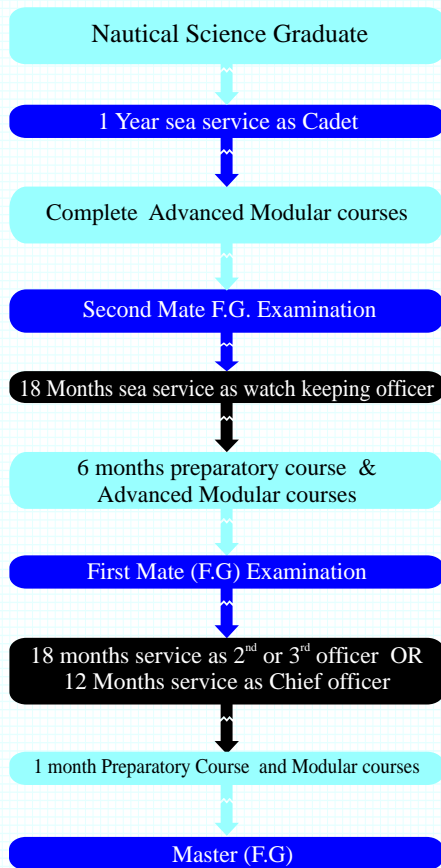 Nautical Science Graduate
1 Year sea service as Cadet
Complete Advanced Modular courses
Second Mate F.G. Examination
18 Months sea service as watch keeping officer
6 months preparatory course &
Advanced Modular courses
First Mate (F.G) Examination
18 months service as 2nd or 3rd officer OR
12 Months service as Chief officer
1 month Preparatory Course and Modular courses
Master (F.G)